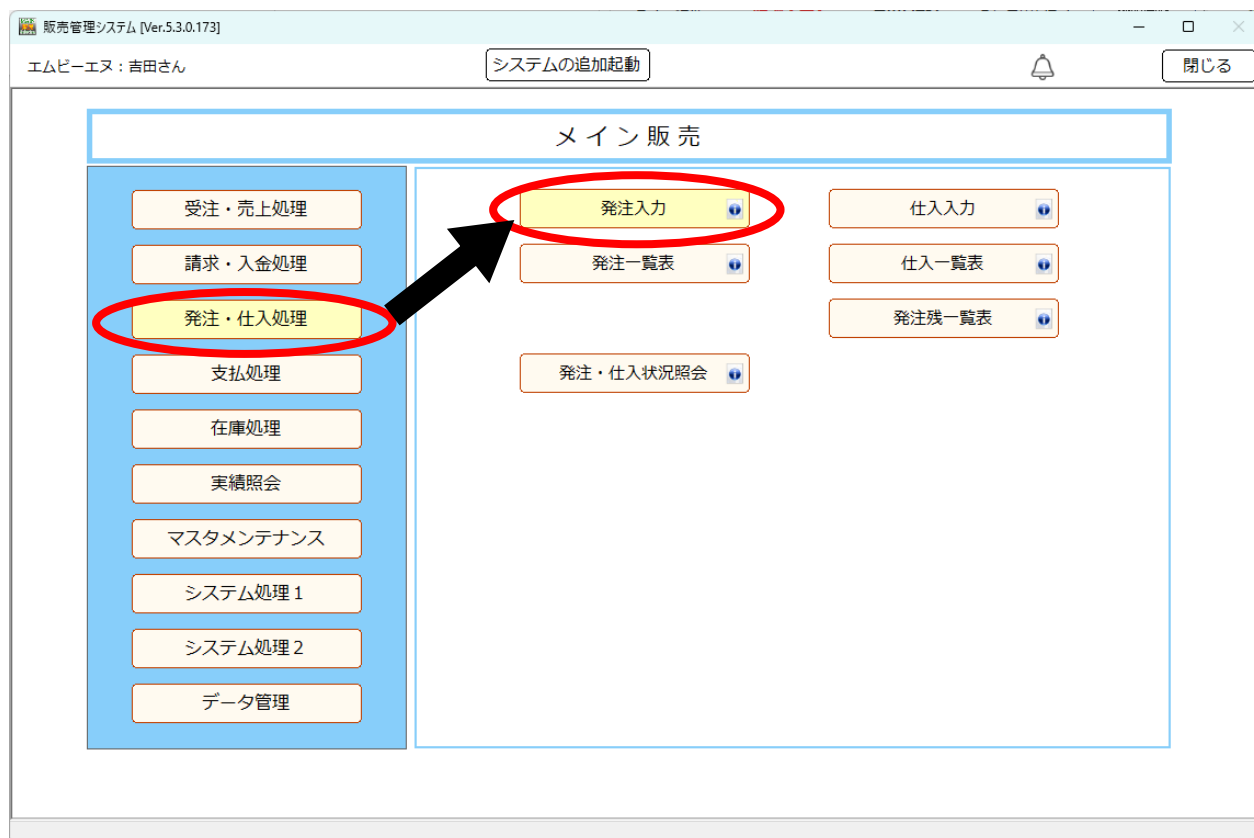 販売管理システム [Ver.5.3.0.173]
エムビーエヌ：吉田さん
システムの追加起動
閉じる
メイン販売
受注・売上処理
請求・入金処理
発注・仕入処理
支払処理
在庫処理
実績照会
マスタメンテナンス
システム処理１
システム処理２
データ管理
発注入力
仕入入力
発注一覧表
仕入一覧表
発注残一覧表
発注・仕入状況照会